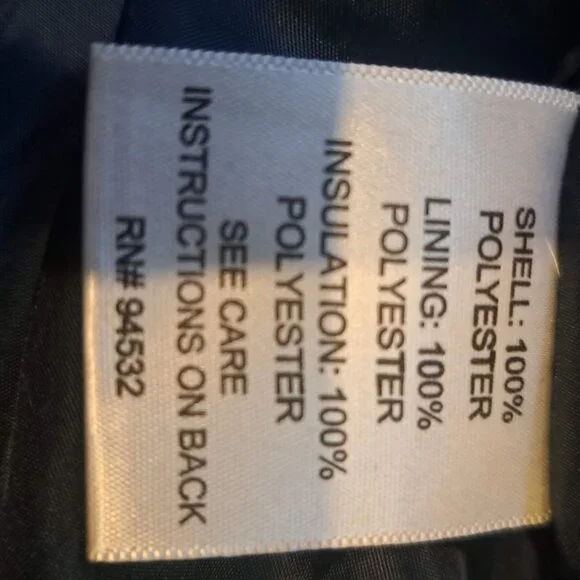 SHELL: 100%
POLYESTER
LINING: 100%
POLYESTER
INSULATION: 100%
POLYESTER
SEE CARE
INSTRUCTIONS ON BACK
RN# 94532